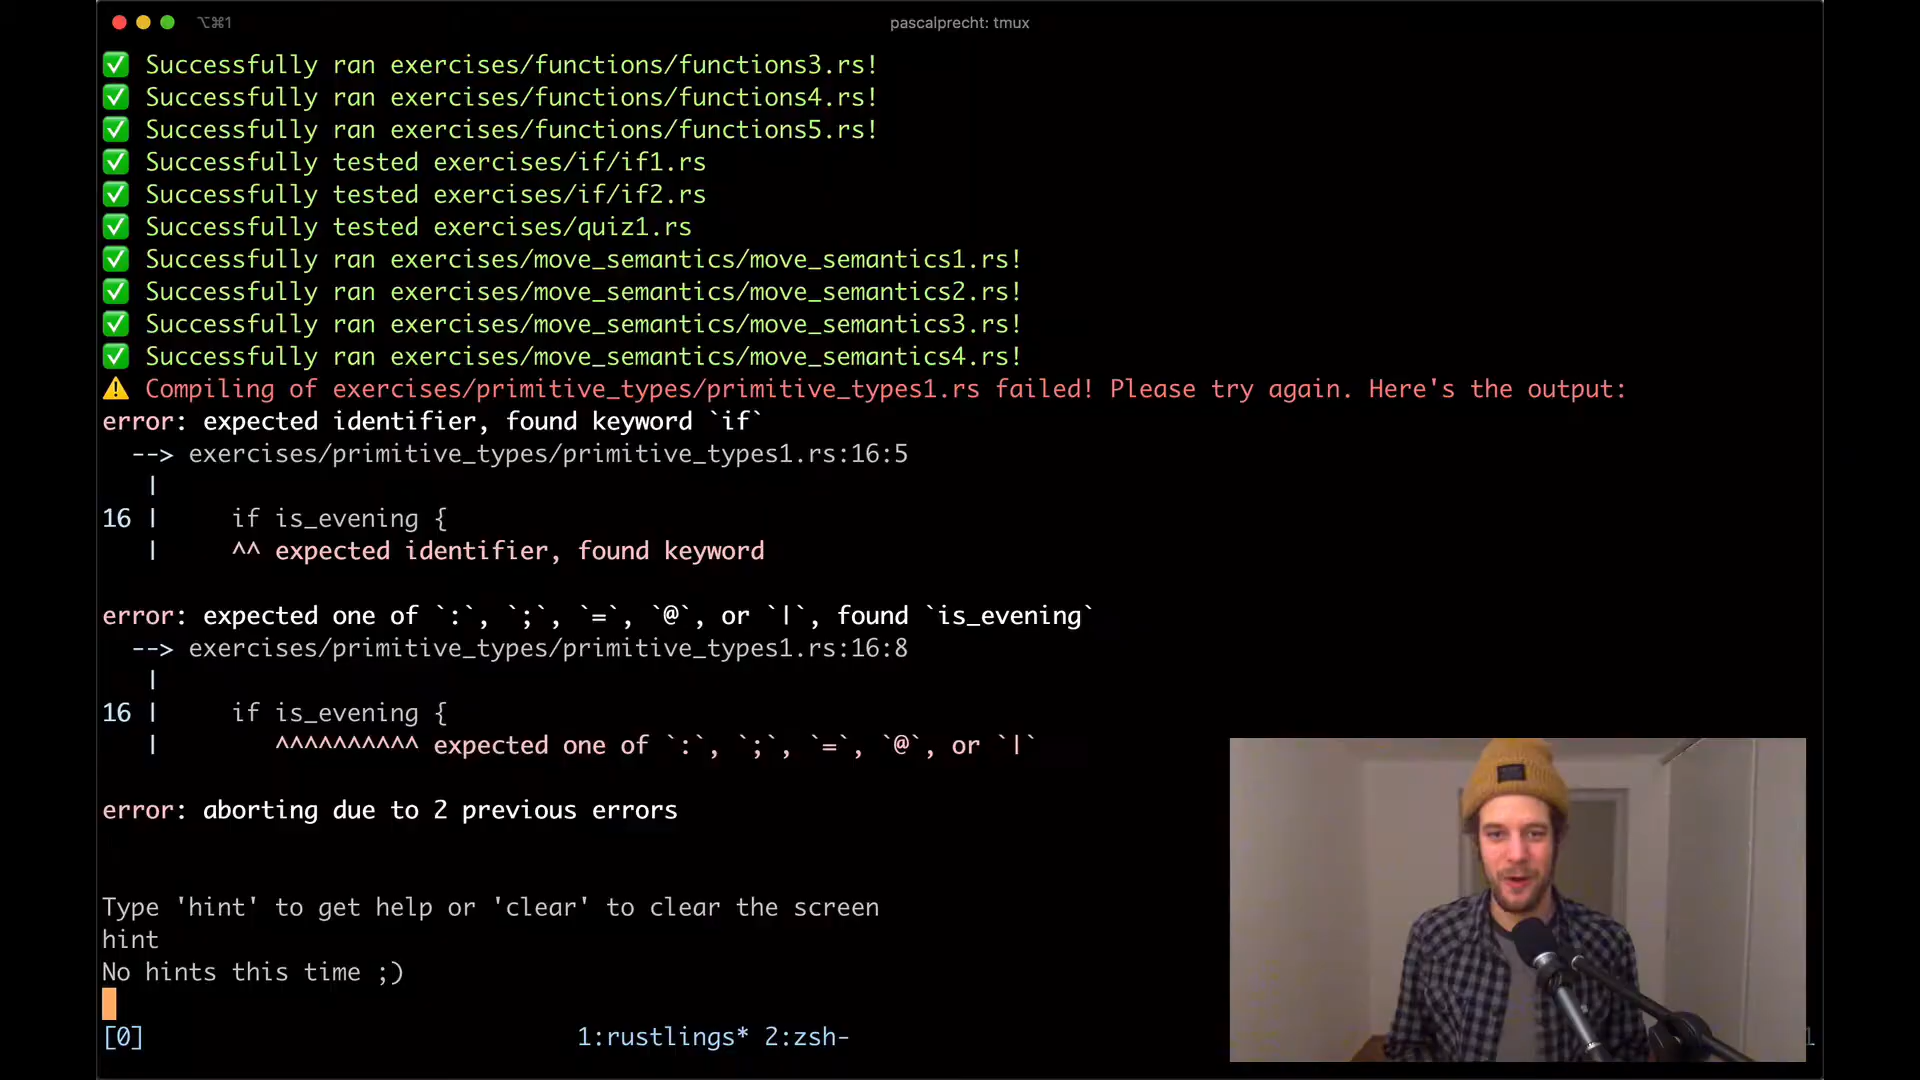 ⌥⌘1
pascalprecht: tmux
✅ Successfully ran exercises/functions/functions3.rs!
✅ Successfully ran exercises/functions/functions4.rs!
✅ Successfully ran exercises/functions/functions5.rs!
✅ Successfully tested exercises/if/if1.rs
✅ Successfully tested exercises/if/if2.rs
✅ Successfully tested exercises/quiz1.rs
✅ Successfully ran exercises/move_semantics/move_semantics1.rs!
✅ Successfully ran exercises/move_semantics/move_semantics2.rs!
✅ Successfully ran exercises/move_semantics/move_semantics3.rs!
✅ Successfully ran exercises/move_semantics/move_semantics4.rs!
⚠️ Compiling of exercises/primitive_types/primitive_types1.rs failed! Please try again. Here's the output:
error: expected identifier, found keyword `if`
  --> exercises/primitive_types/primitive_types1.rs:16:5
   |
16 |     if is_evening {
   |     ^^ expected identifier, found keyword
error: expected one of `:`, `;`, `=`, `@`, or `|`, found `is_evening`
  --> exercises/primitive_types/primitive_types1.rs:16:8
   |
16 |     if is_evening {
   |        ^^^^^^^^^^ expected one of `:`, `;`, `=`, `@`, or `|`
error: aborting due to 2 previous errors
Type 'hint' to get help or 'clear' to clear the screen
hint
No hints this time ;)
[0] 1:rustlings* 2:zsh-